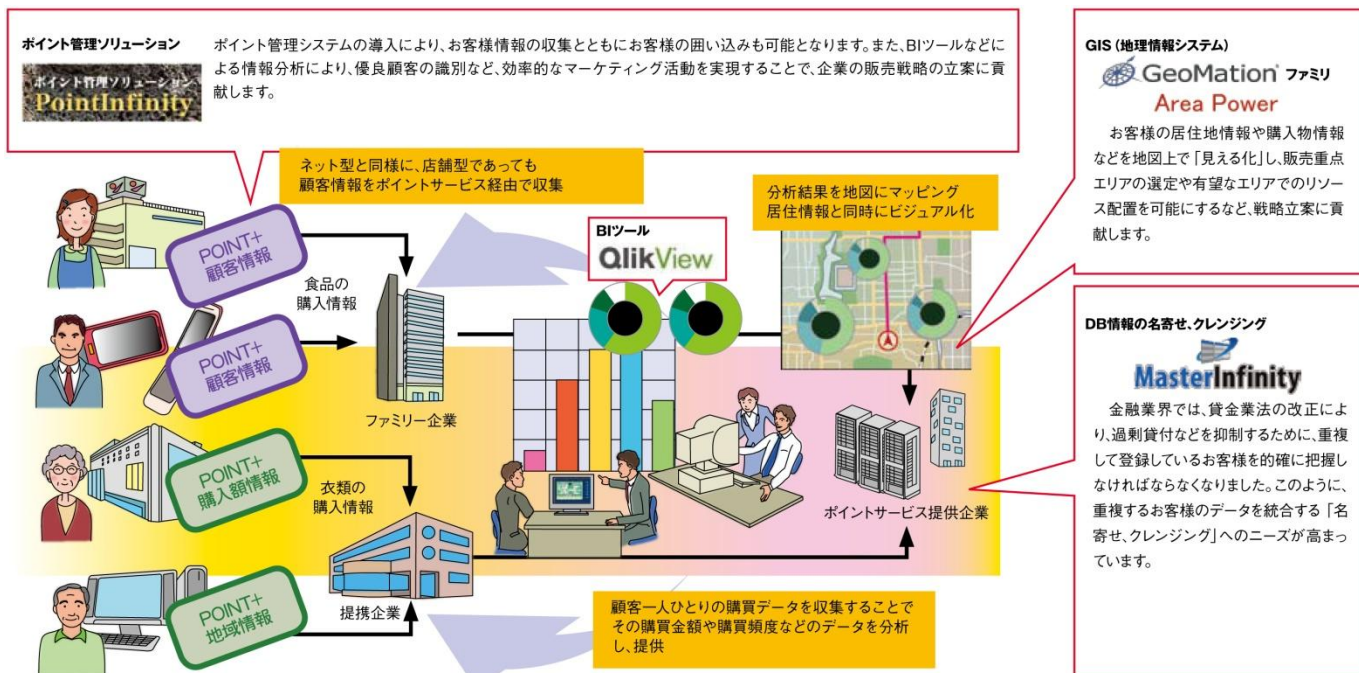 ポイント管理ソリューション
ポイント管理ソリューション
PointInfinity
ポイント管理システムの導入により、お客様情報の収集とともにお客様の囲い込みも可能となります。また、BIツールなどに
よる情報分析により、優良顧客の識別など、効率的なマーケティング活動を実現することで、企業の販売戦略の立案に貢
献します。
GIS（地理情報システム）
GeoMation® ファミリ
Area Power
お客様の居住地情報や購入物情報
などを地図上で「見える化」し、販売重点
エリアの選定や有望なエリアでのリソー
ス配置を可能にするなど、戦略立案に貢
献します。
ネット型と同様に、店舗型であっても
顧客情報をポイントサービス経由で収集
分析結果を地図にマッピング
居住情報と同時にビジュアル化
BIツール
QlikView
POINT+
顧客情報
食品の
購入情報
POINT+
顧客情報
ファミリー企業
POINT+
購入額情報
衣類の
購入情報
ポイントサービス提供企業
POINT+
地域情報
提携企業
顧客一人ひとりの購買データを収集することで
その購買金額や購買頻度などのデータを分析
し、提供
DB情報の名寄せ、クレンジング
MasterInfinity
金融業界では、貸金業法の改正によ
り、過剰貸付などを抑制するために、重複
して登録しているお客様を的確に把握し
なければならなくなりました。このように、
重複するお客様のデータを統合する「名
寄せ、クレンジング」へのニーズが高まっ
ています。